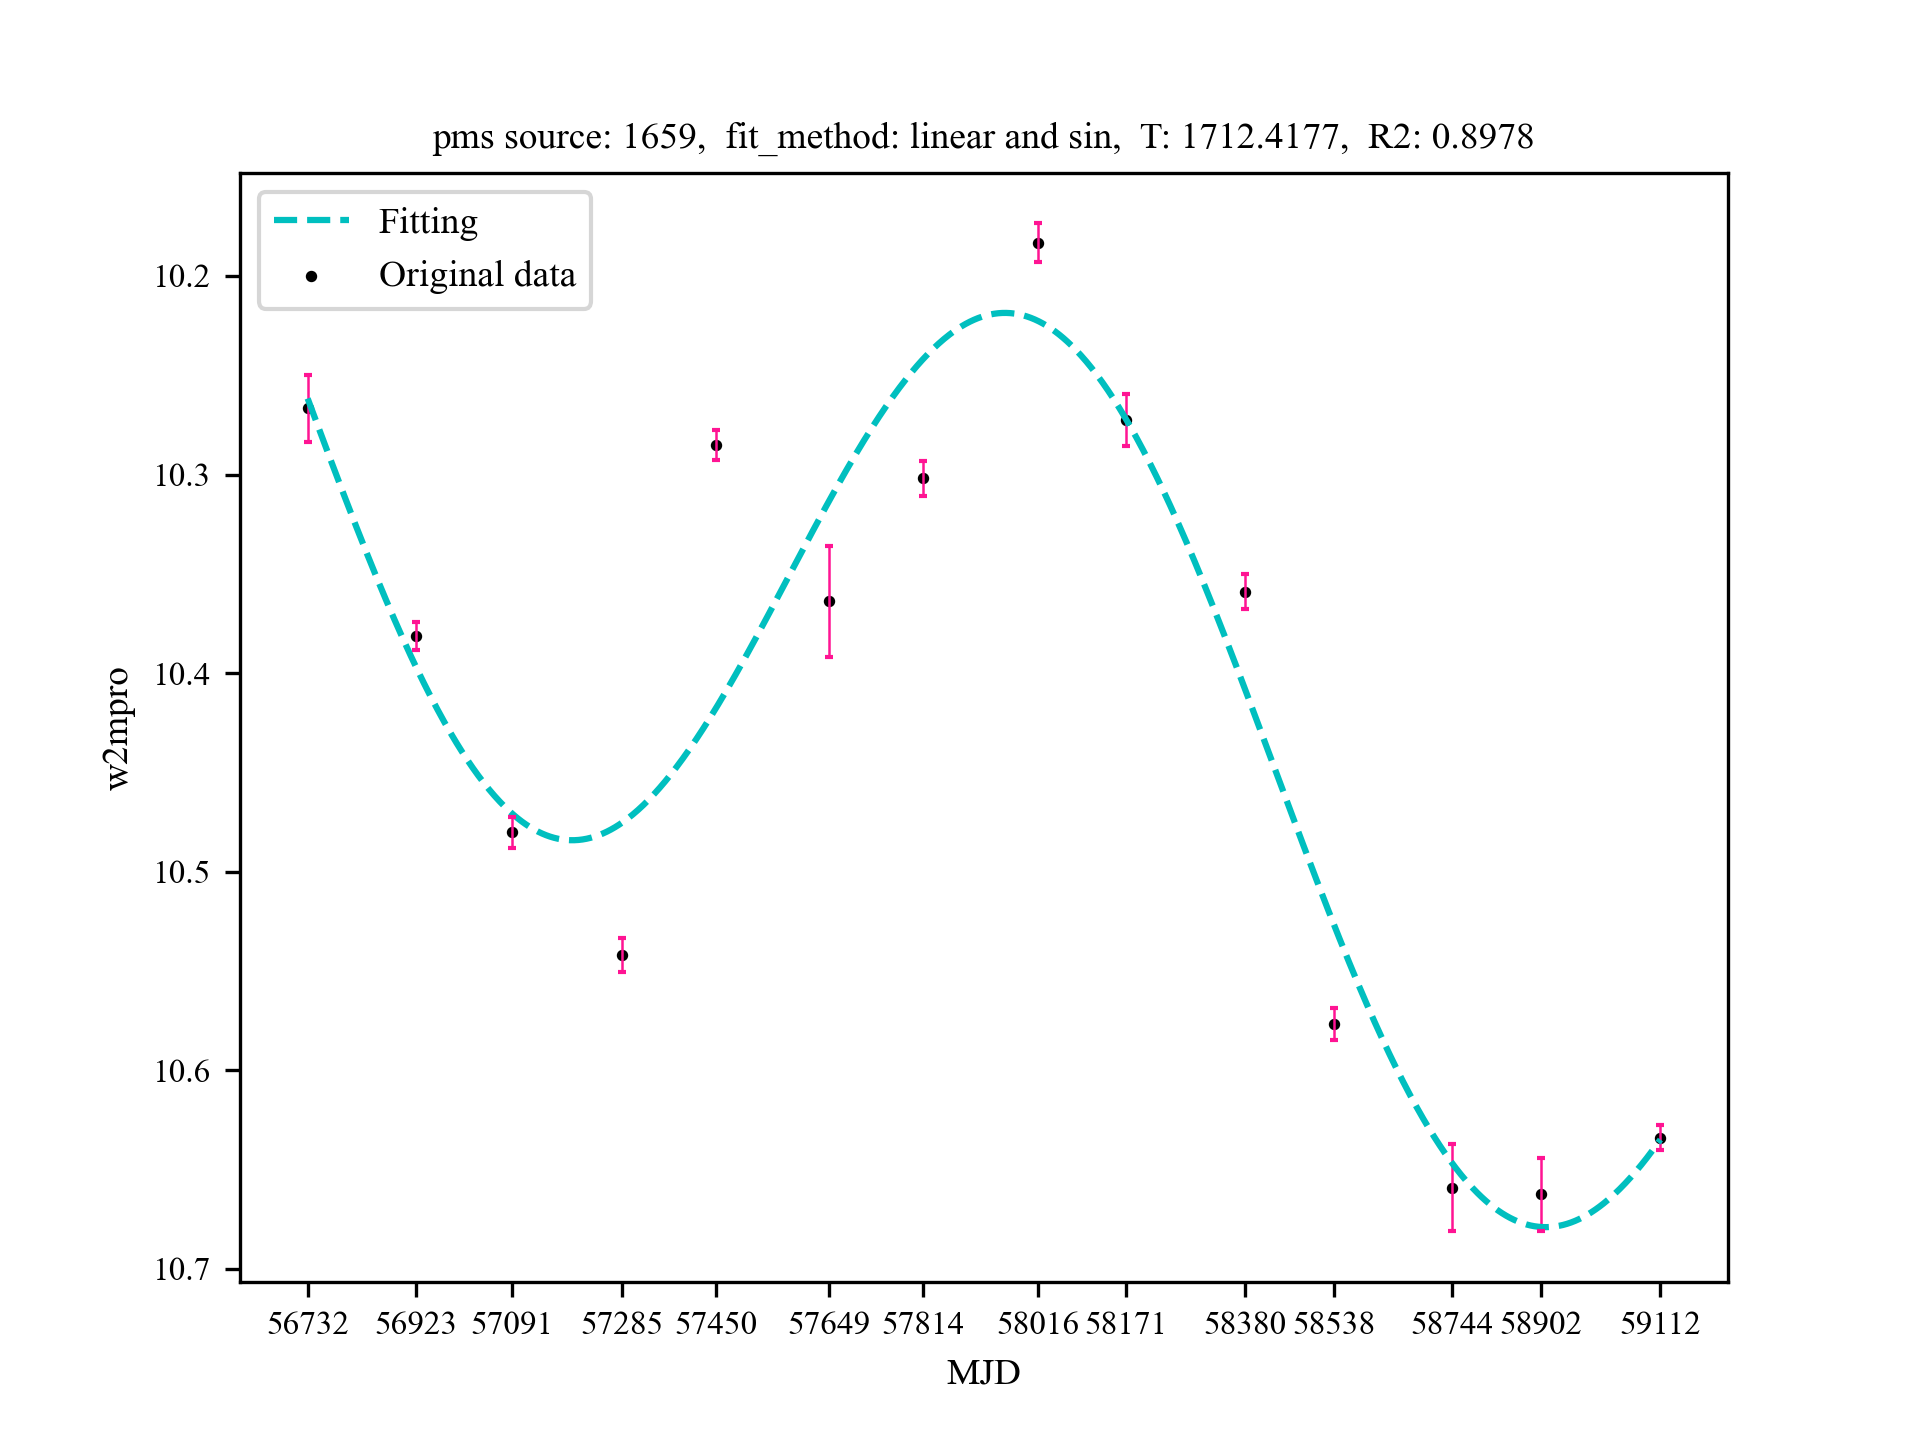 pms source: 1659,  fit_method: linear and sin,  T: 1712.4177,  R2: 0.8978
Fitting
Original data
10.2
10.3
10.4
10.5
10.6
10.7
w2mpro
56732 56923 57091 57285 57450 57649 57814 58016 58171 58380 58538 58744 58902 59112
MJD